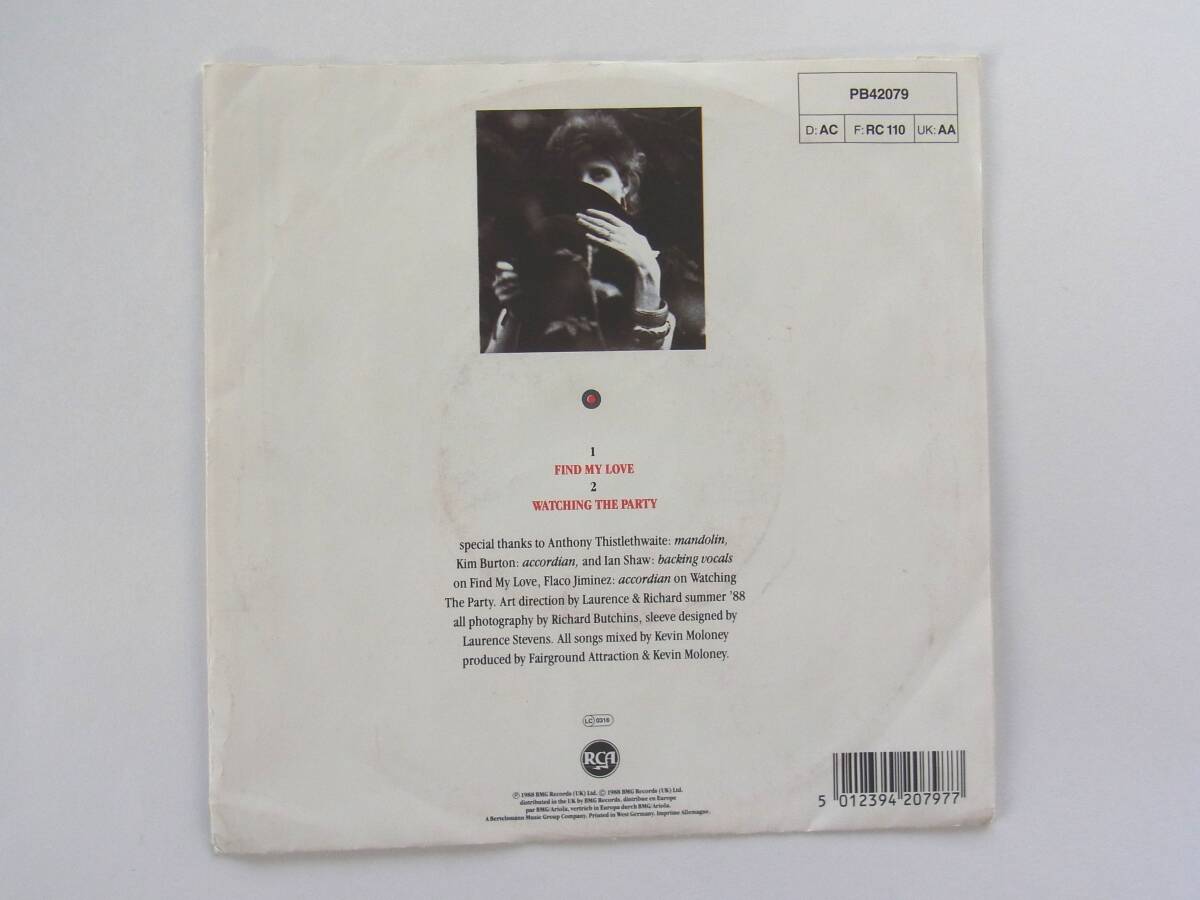 PB42079
D: AC F: RC 110 UK: AA
1
FIND MY LOVE
2
WATCHING THE PARTY
special thanks to Anthony Thistlethwaite: mandolin,
Kim Burton: accordian, and Ian Shaw: backing vocals
on Find My Love, Flaco Jiminez: accordian on Watching
The Party. Art direction by Laurence & Richard summer '88
all photography by Richard Butchins, sleeve designed by
Laurence Stevens. All songs mixed by Kevin Moloney
produced by Fairground Attraction & Kevin Moloney.
LC 0316
RCA
℗ 1988 BMG Records (UK) Ltd. © 1988 BMG Records (UK) Ltd.
distributed in the UK by BMG Records. distribue en Europe
par BMG/Ariola, vertrich in Europa durch BMG/Ariola.
A Bertelsmann Music Group Company. Printed in West Germany. Imprime Allemagne.
5 012394 207977